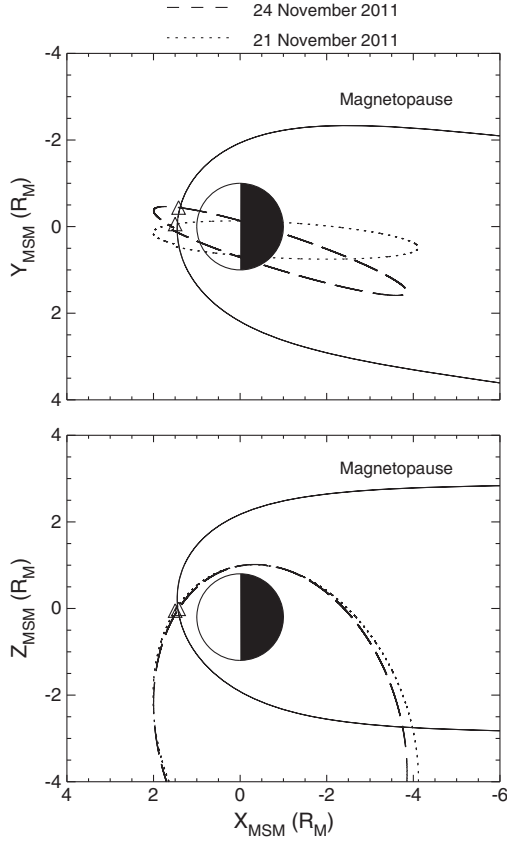 24 November 2011
21 November 2011
-4
Magnetopause
-2
0
2
4
Y_MSM (R_M)
4
Magnetopause
2
0
-2
-4
Z_MSM (R_M)
4 2 0 -2 -4 -6
X_MSM (R_M)